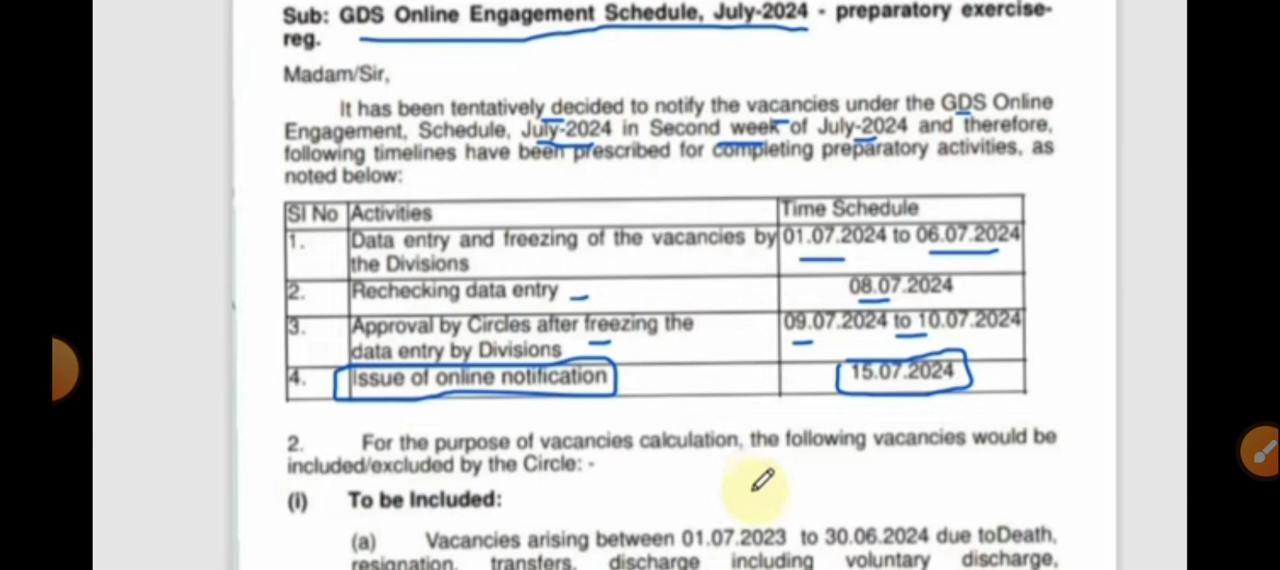 Sub: GDS Online Engagement Schedule, July-2024 - preparatory exercise-
reg.
Madam/Sir,
It has been tentatively decided to notify the vacancies under the GDS Online
Engagement, Schedule, July-2024 in Second week of July-2024 and therefore,
following timelines have been prescribed for completing preparatory activities, as
noted below:
Sl No Activities Time Schedule
1. Data entry and freezing of the vacancies by 01.07.2024 to 06.07.2024
the Divisions
2. Rechecking data entry 08.07.2024
3. Approval by Circles after freezing the 09.07.2024 to 10.07.2024
data entry by Divisions
4. Issue of online notification 15.07.2024
2. For the purpose of vacancies calculation, the following vacancies would be
included/excluded by the Circle: -
(i) To be Included:
(a) Vacancies arising between 01.07.2023 to 30.06.2024 due toDeath,
resignation, transfers, discharge including voluntary discharge,